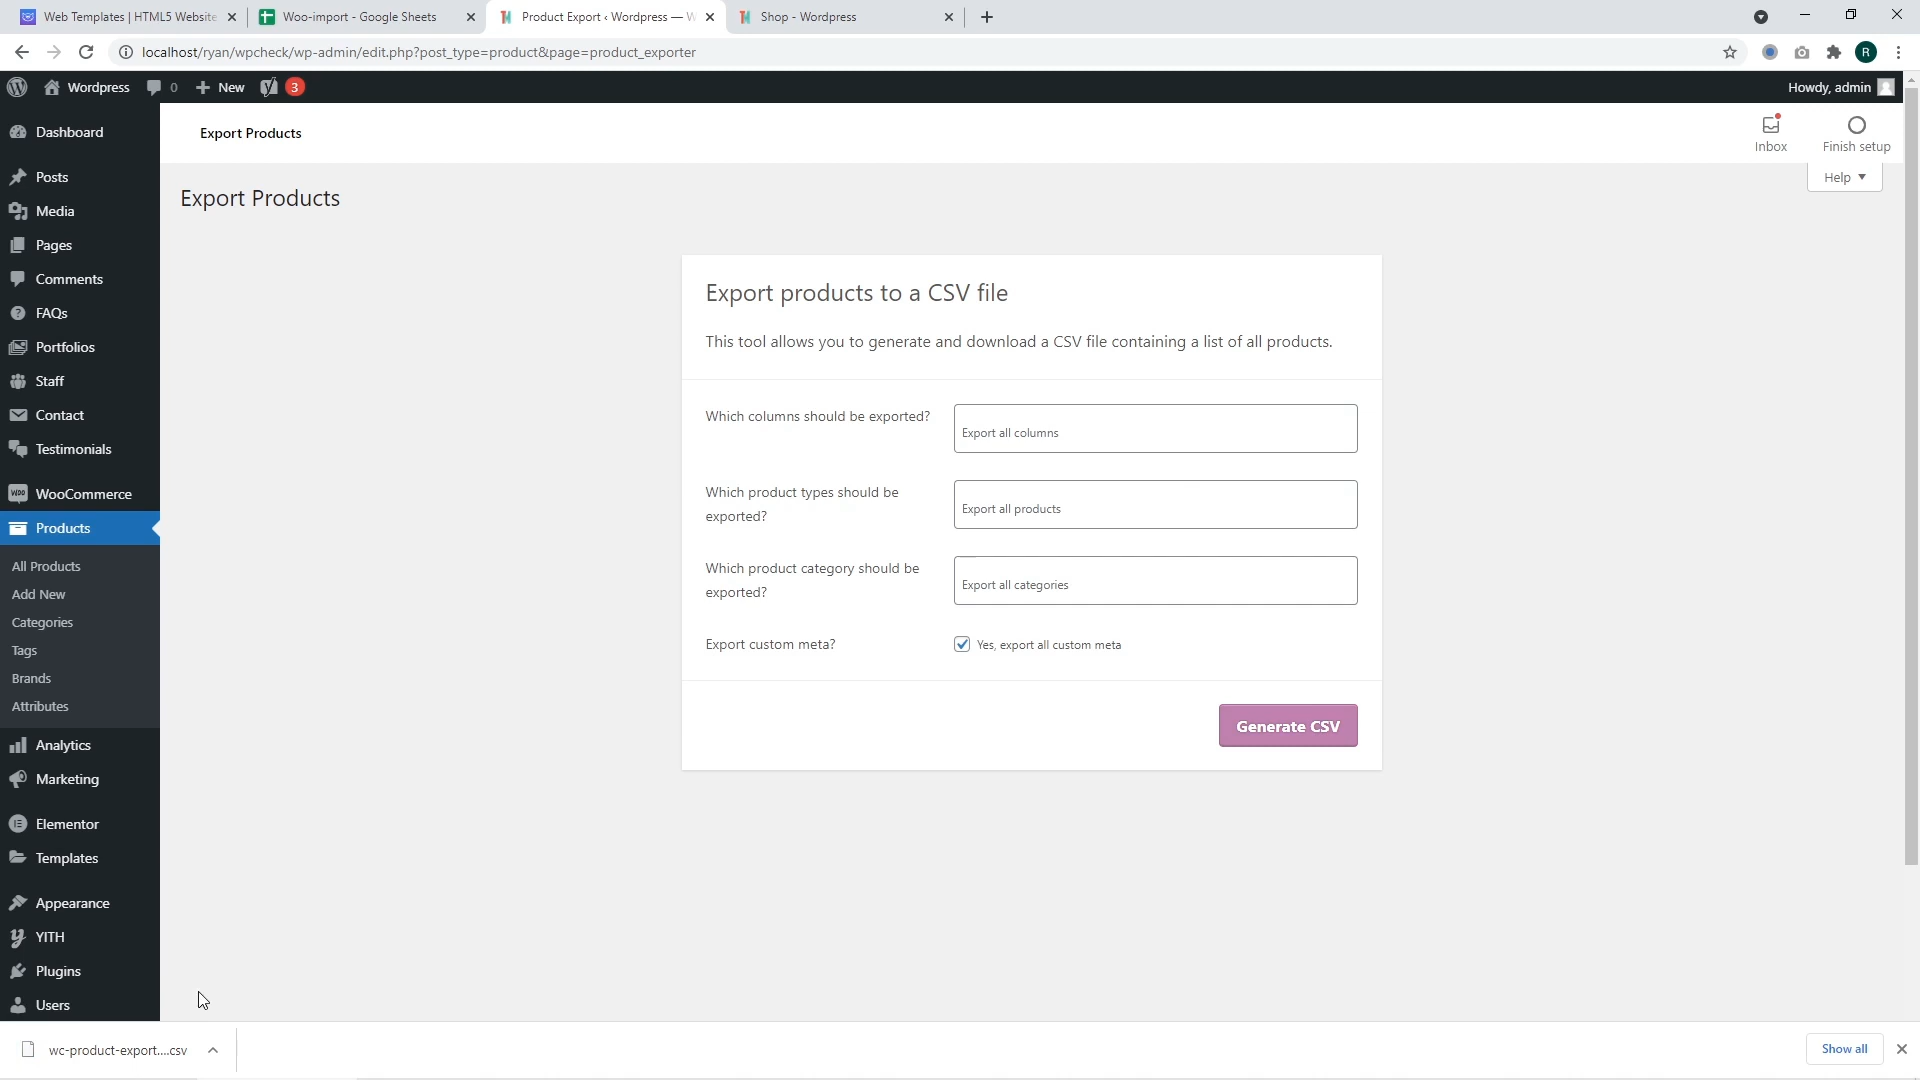 Web Templates | HTML5 Website
Woo-import - Google Sheets
Product Export ‹ Wordpress — W
Shop - Wordpress
localhost/ryan/wpcheck/wp-admin/edit.php?post_type=product&page=product_exporter
R
Wordpress
0
New
3
Howdy, admin
Dashboard
Posts
Media
Pages
Comments
FAQs
Portfolios
Staff
Contact
Testimonials
WooCommerce
Products
All Products
Add New
Categories
Tags
Brands
Attributes
Analytics
Marketing
Elementor
Templates
Appearance
YITH
Plugins
Users
Export Products
Inbox
Finish setup
Help
Export Products
Export products to a CSV file
This tool allows you to generate and download a CSV file containing a list of all products.
Which columns should be exported?
Export all columns
Which product types should be
exported?
Export all products
Which product category should be
exported?
Export all categories
Export custom meta?
Yes, export all custom meta
Generate CSV
wc-product-export....csv
Show all